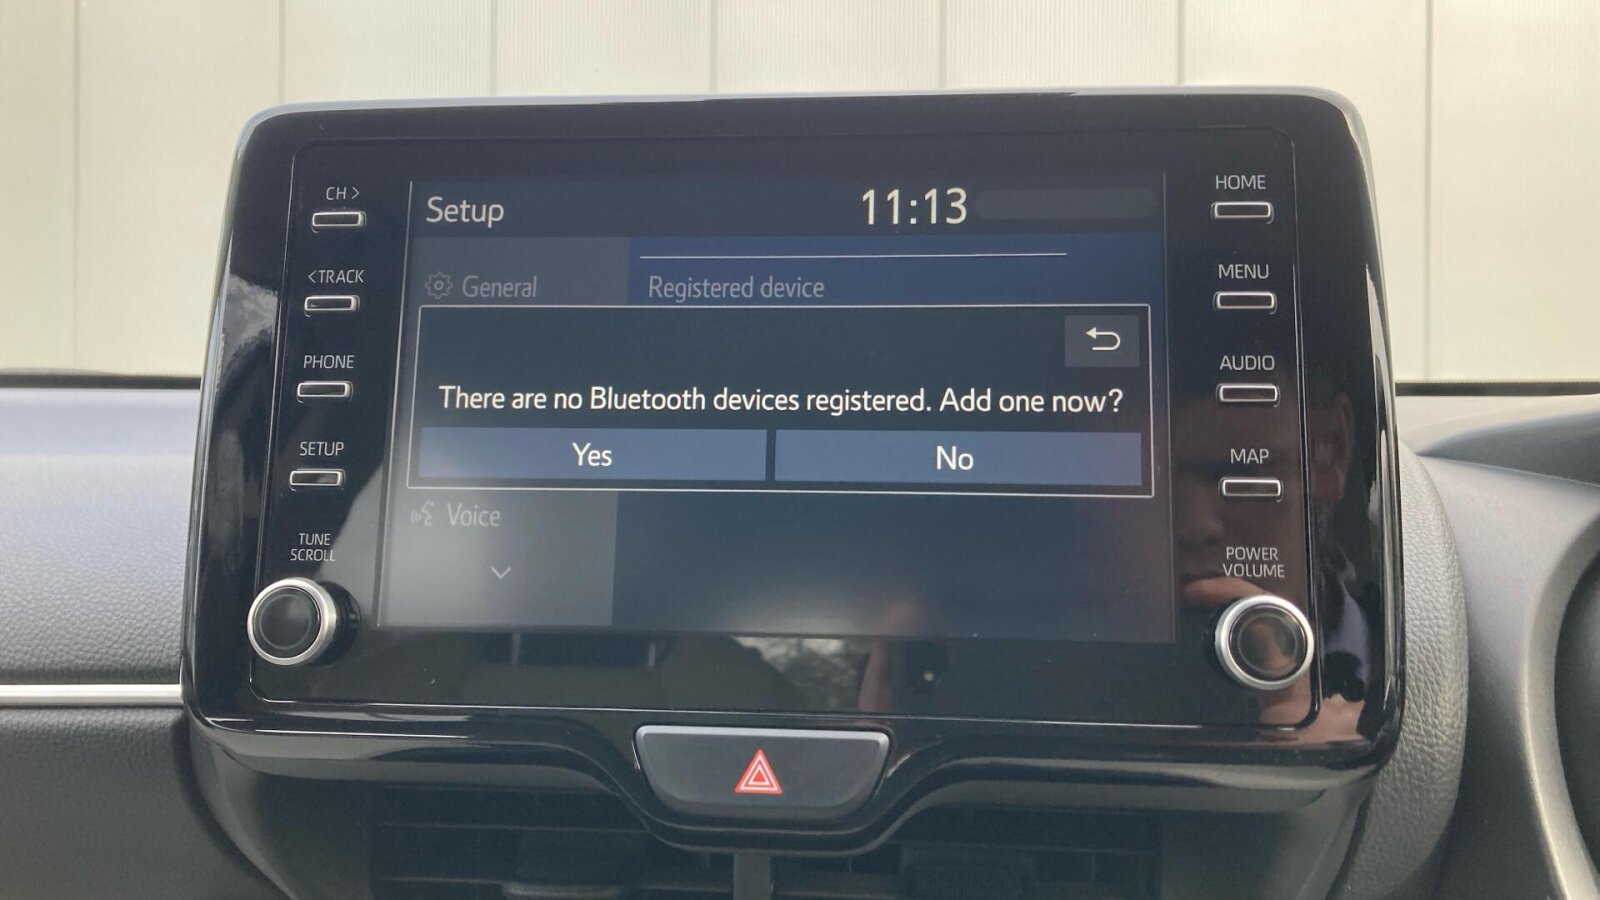 CH >
< TRACK
PHONE
SETUP
TUNE
SCROLL
Setup
11:13
General
Registered device
There are no Bluetooth devices registered. Add one now?
Yes
No
Voice
HOME
MENU
AUDIO
MAP
POWER
VOLUME